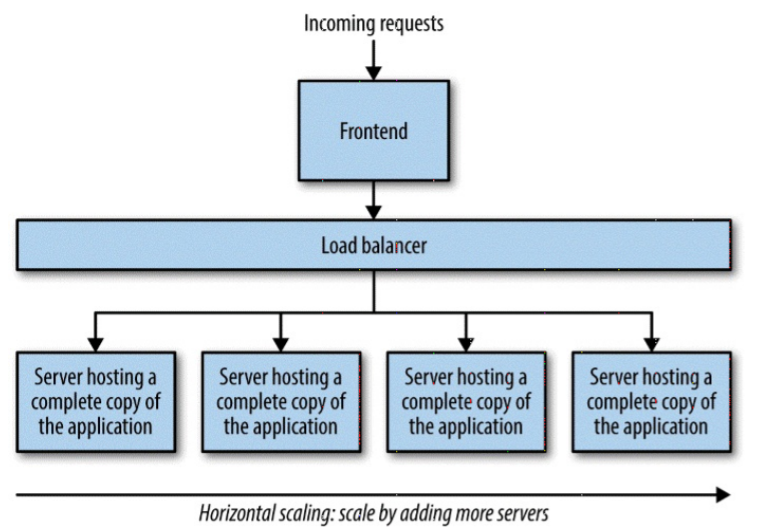 Incoming requests
Frontend
Load balancer
Server hosting a
complete copy of
the application
Server hosting a
complete copy of
the application
Server hosting a
complete copy of
the application
Server hosting a
complete copy of
the application
Horizontal scaling: scale by adding more servers